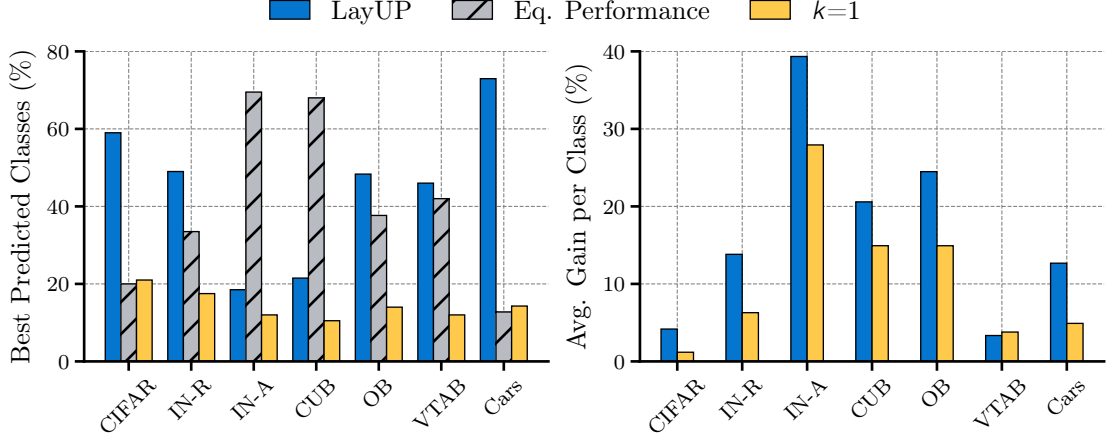 LayUP Eq. Performance k=1
Best Predicted Classes (%)
80
60
40
20
0
CIFAR IN-R IN-A CUB OB VTAB Cars
Avg. Gain per Class (%)
40
30
20
10
0
CIFAR IN-R IN-A CUB OB VTAB Cars